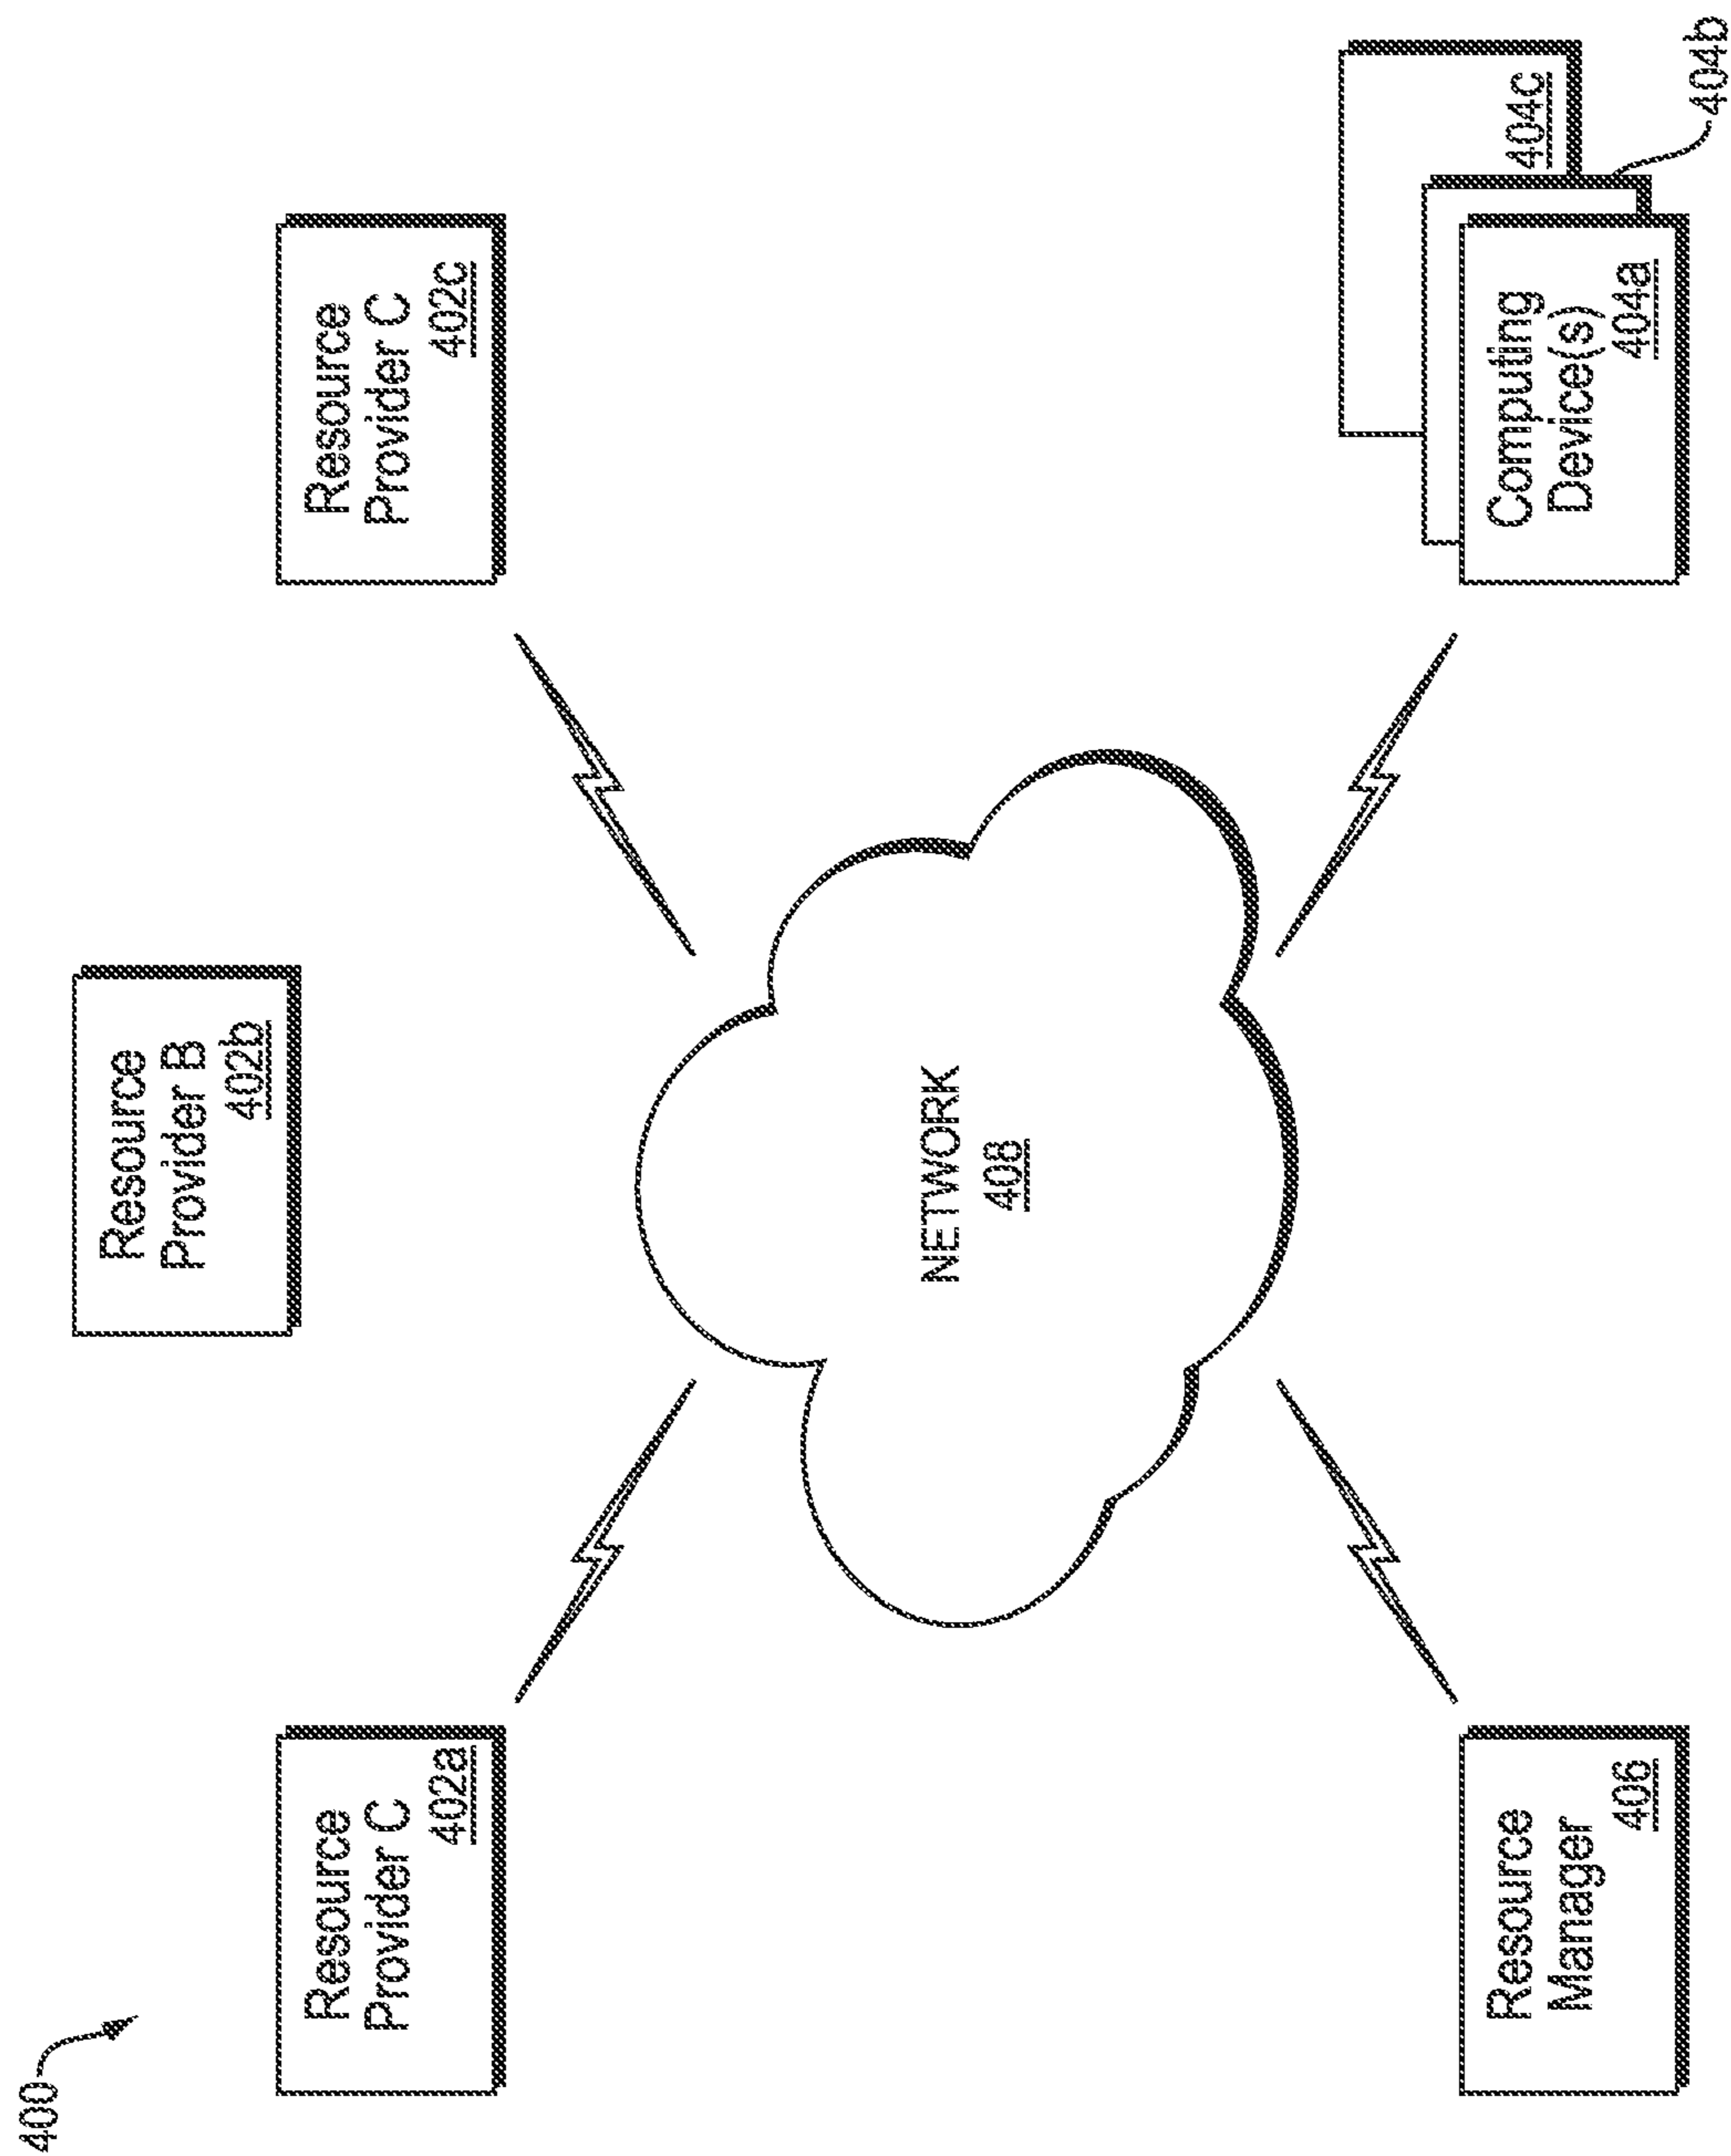 400
Resource
Provider B
402b
Resource
Provider C
402a
Resource
Provider C
402c
NETWORK
408
Resource
Manager
406
404c
Computing
Device(s)
404a
404b